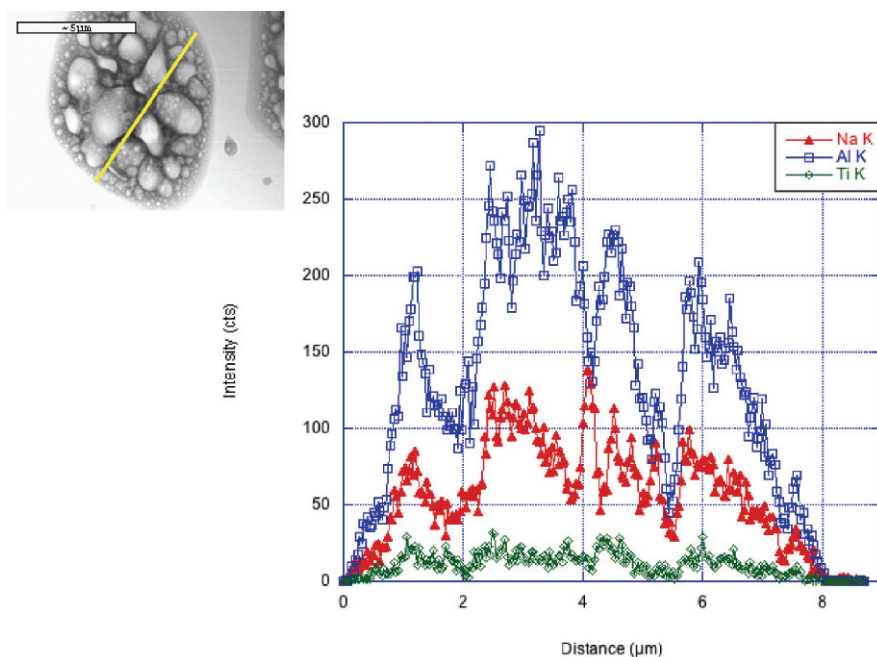 ~5µm
300
250
200
150
100
50
0
Intensity (cts)
Na K
Al K
Ti K
0 2 4 6 8
Distance (µm)